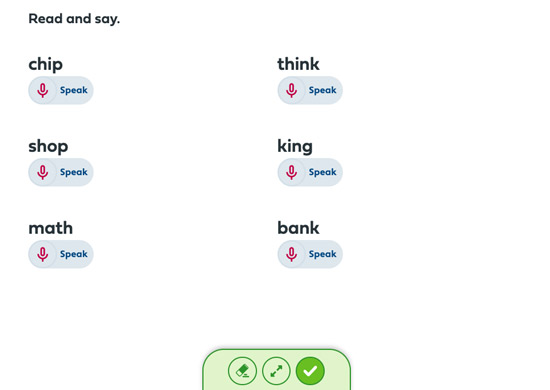 Read and say.
chip
Speak
think
Speak
shop
Speak
king
Speak
math
Speak
bank
Speak